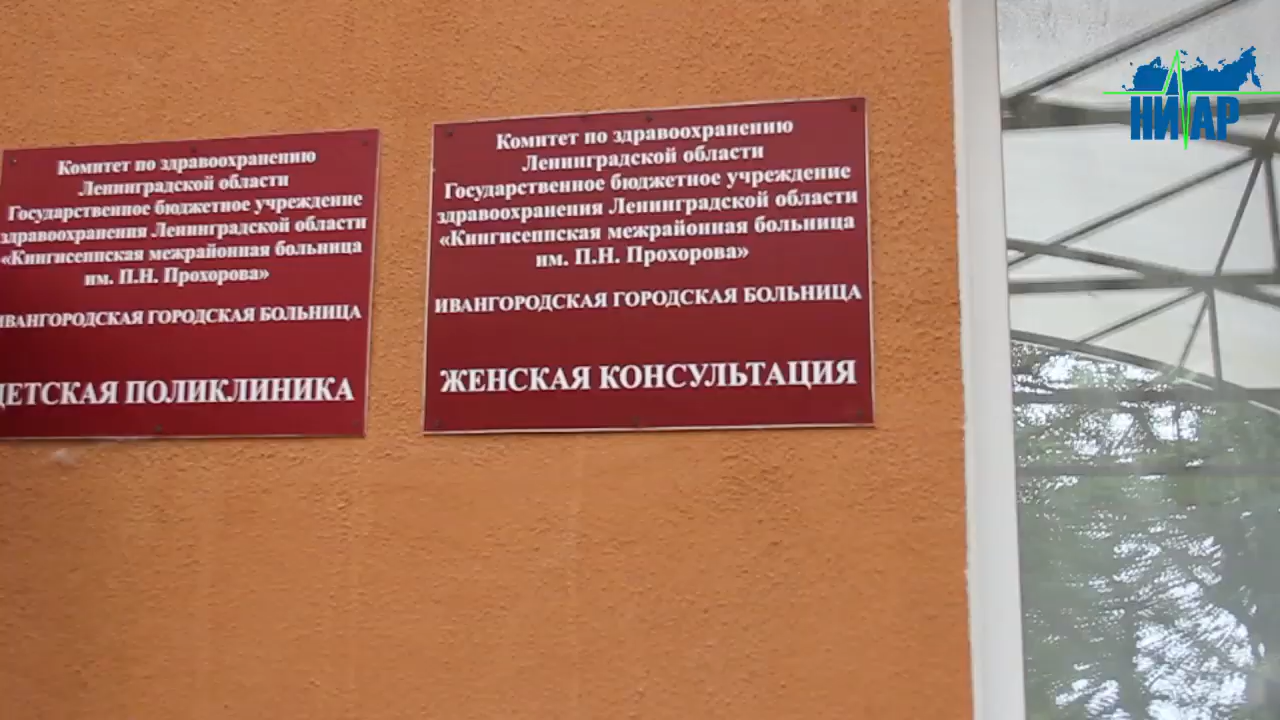 Комитет по здравоохранению
Ленинградской области
Государственное бюджетное учреждение
здравоохранения Ленинградской области
«Кингисеппская межрайонная больница
им. П.Н. Прохорова»
ИВАНГОРОДСКАЯ ГОРОДСКАЯ БОЛЬНИЦА
ДЕТСКАЯ ПОЛИКЛИНИКА
Комитет по здравоохранению
Ленинградской области
Государственное бюджетное учреждение
здравоохранения Ленинградской области
«Кингисеппская межрайонная больница
им. П.Н. Прохорова»
ИВАНГОРОДСКАЯ ГОРОДСКАЯ БОЛЬНИЦА
ЖЕНСКАЯ КОНСУЛЬТАЦИЯ
НИАР